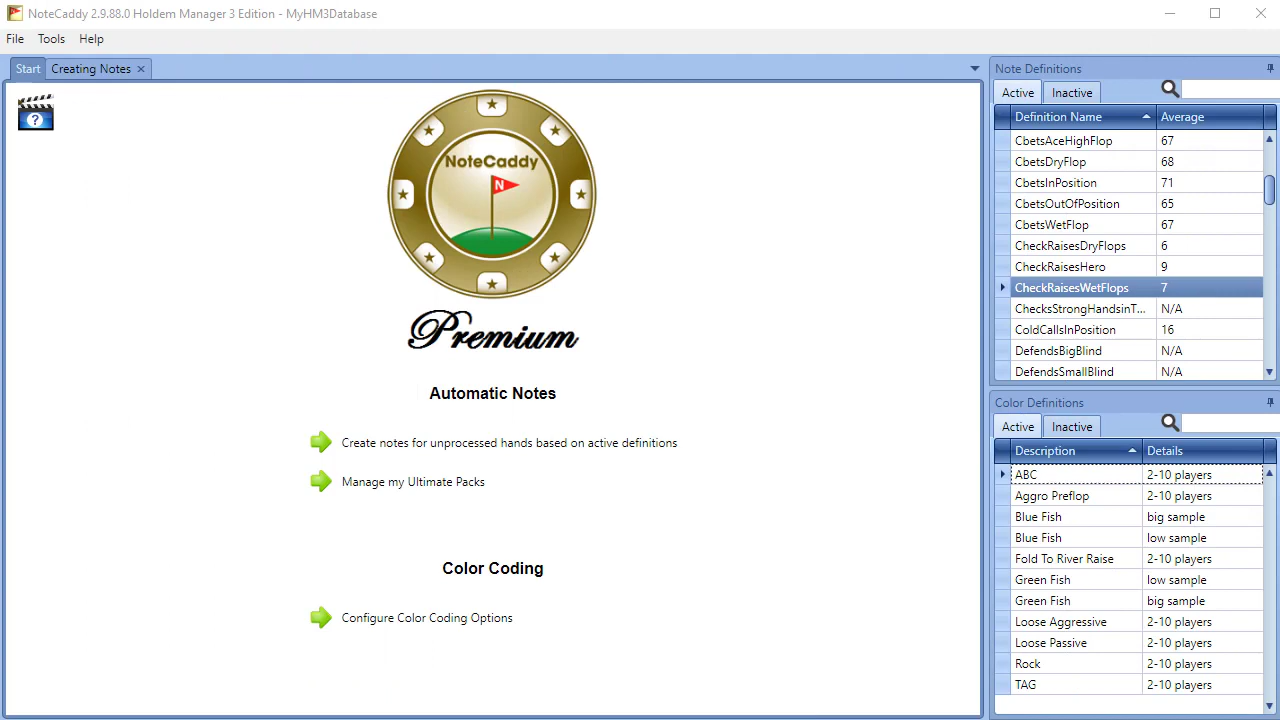 NoteCaddy 2.9.88.0 Holdem Manager 3 Edition - MyHM3Database
File Tools Help
Start Creating Notes
NoteCaddy
N
Premium
Automatic Notes
Create notes for unprocessed hands based on active definitions
Manage my Ultimate Packs
Color Coding
Configure Color Coding Options
Note Definitions
Active Inactive
Definition Name Average
CbetsAceHighFlop 67
CbetsDryFlop 68
CbetsInPosition 71
CbetsOutOfPosition 65
CbetsWetFlop 67
CheckRaisesDryFlops 6
CheckRaisesHero 9
CheckRaisesWetFlops 7
ChecksStrongHandsinT... N/A
ColdCallsInPosition 16
DefendsBigBlind N/A
DefendsSmallBlind N/A
Color Definitions
Active Inactive
Description Details
ABC 2-10 players
Aggro Preflop 2-10 players
Blue Fish big sample
Blue Fish low sample
Fold To River Raise 2-10 players
Green Fish low sample
Green Fish big sample
Loose Aggressive 2-10 players
Loose Passive 2-10 players
Rock 2-10 players
TAG 2-10 players